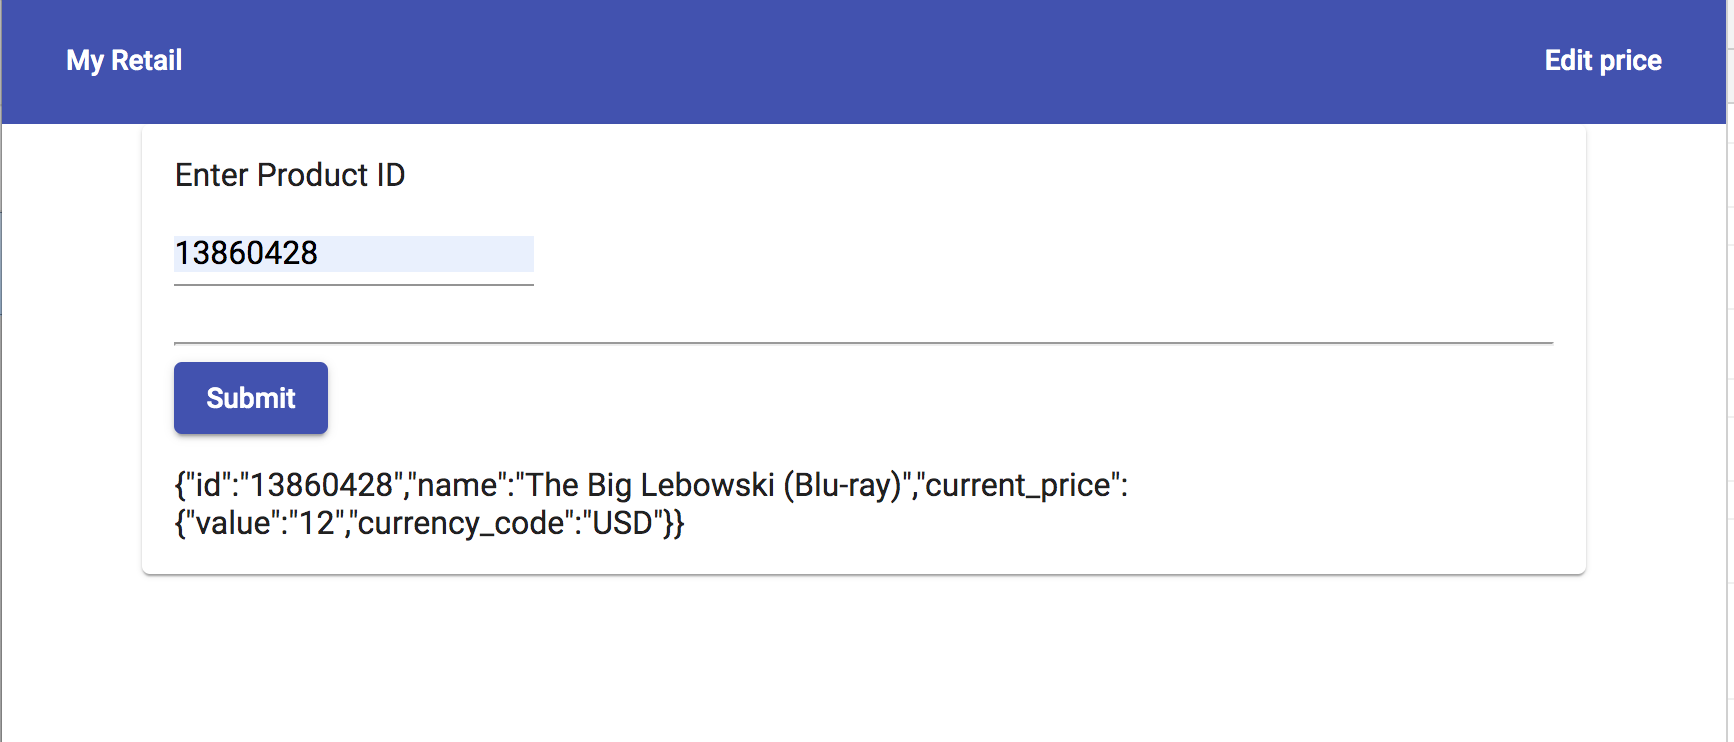 My Retail
Edit price
Enter Product ID
13860428
Submit
{"id":"13860428","name":"The Big Lebowski (Blu-ray)","current_price":
{"value":"12","currency_code":"USD"}}